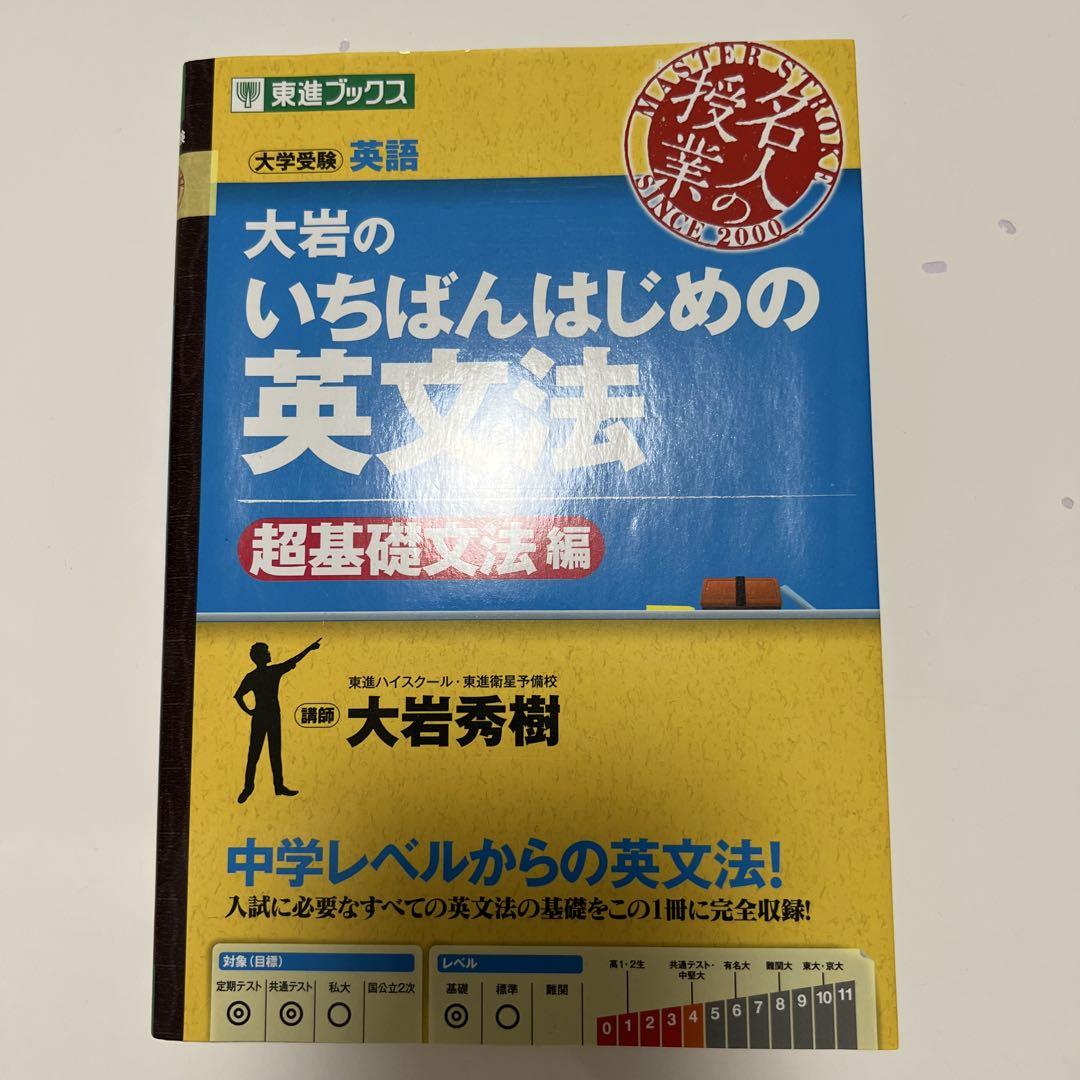 東進ブックス
MASTER STROKE
名人の
授業
SINCE 2000
大学受験 英語
大岩の
いちばんはじめの
英文法
超基礎文法編
東進ハイスクール・東進衛星予備校
講師 大岩秀樹
中学レベルからの英文法!
入試に必要なすべての英文法の基礎をこの1冊に完全収録!
対象(目標)
定期テスト 共通テスト 私大 国公立2次
◎ ◎ ○
レベル
基礎 標準 難関
◎ ○
高1・2生 共通テスト・中堅大 有名大 難関大 東大・京大
0 1 2 3 4 5 6 7 8 9 10 11